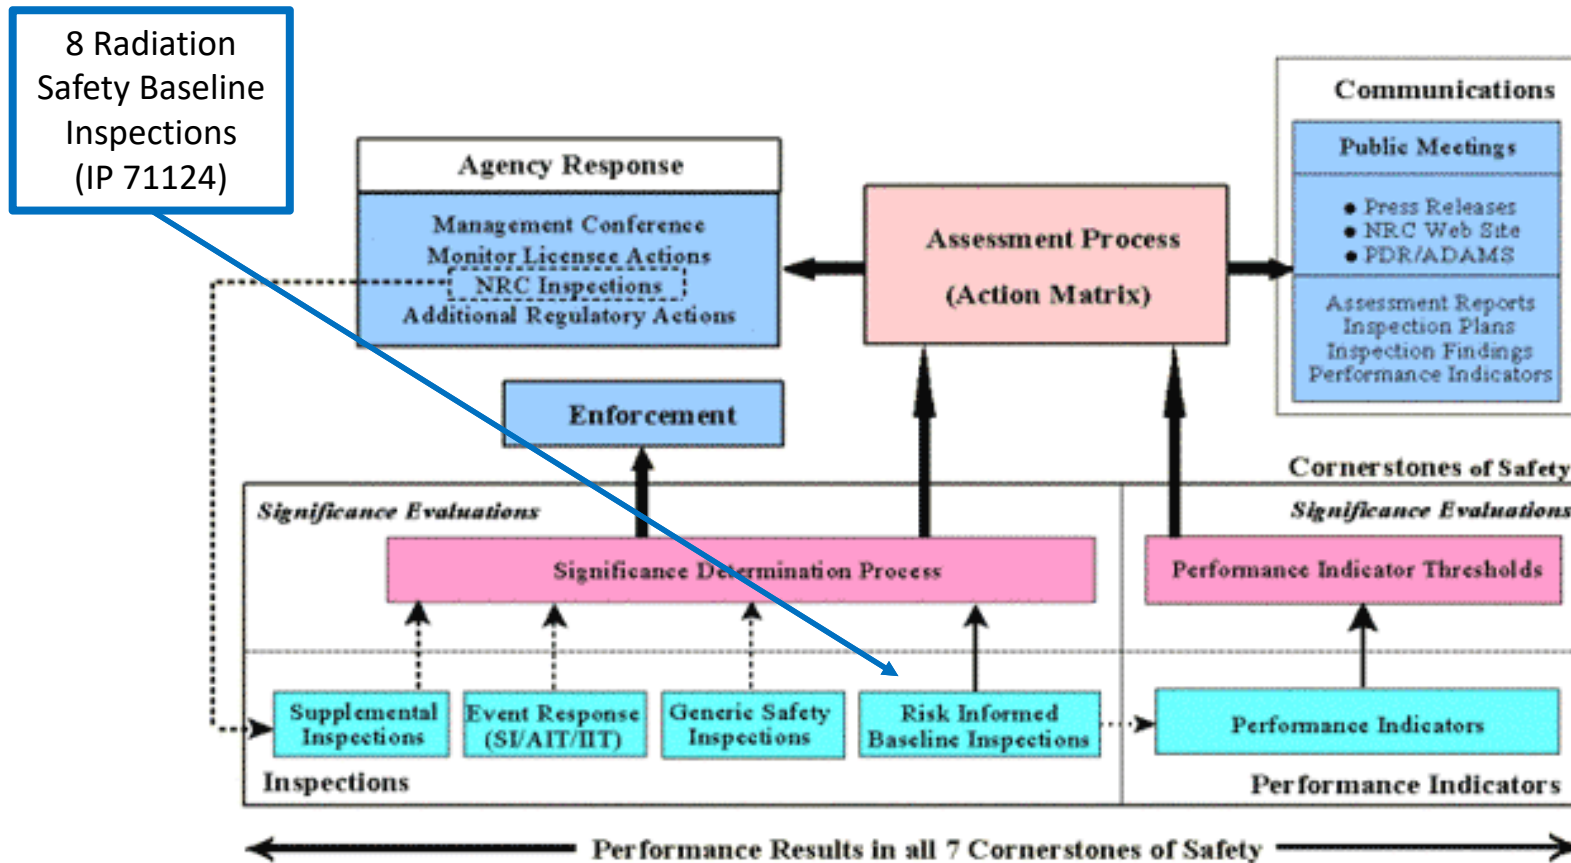 8 Radiation
Safety Baseline
Inspections
(IP 71124)
Agency Response
Management Conference
Monitor Licensee Actions
NRC Inspections
Additional Regulatory Actions
Assessment Process
(Action Matrix)
Communications
Public Meetings
● Press Releases
● NRC Web Site
● PDR/ADAMS
Assessment Reports
Inspection Plans
Inspection Findings
Performance Indicators
Enforcement
Cornerstones of Safety
Significance Evaluations
Significance Evaluations
Significance Determination Process
Performance Indicator Thresholds
Supplemental
Inspections
Event Response
(SI/AIT/IIT)
Generic Safety
Inspections
Risk Informed
Baseline Inspections
Performance Indicators
Inspections
Performance Indicators
Performance Results in all 7 Cornerstones of Safety